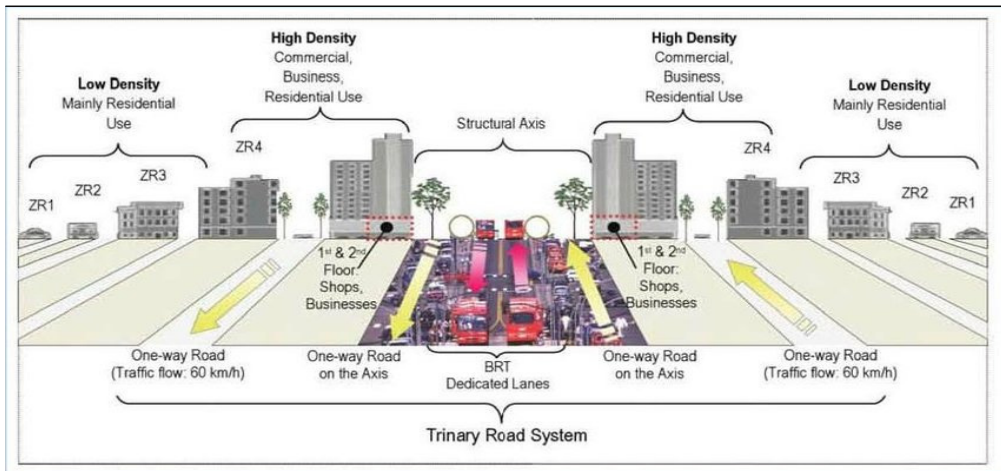 High Density
Commercial,
Business,
Residential Use
High Density
Commercial,
Business,
Residential Use
Low Density
Mainly Residential
Use
Low Density
Mainly Residential
Use
Structural Axis
ZR4
ZR4
ZR3
ZR2
ZR1
ZR3
ZR2
ZR1
1st & 2nd
Floor:
Shops,
Businesses
1st & 2nd
Floor:
Shops,
Businesses
One-way Road
(Traffic flow: 60 km/h)
One-way Road
on the Axis
BRT
Dedicated Lanes
One-way Road
on the Axis
One-way Road
(Traffic flow: 60 km/h)
Trinary Road System